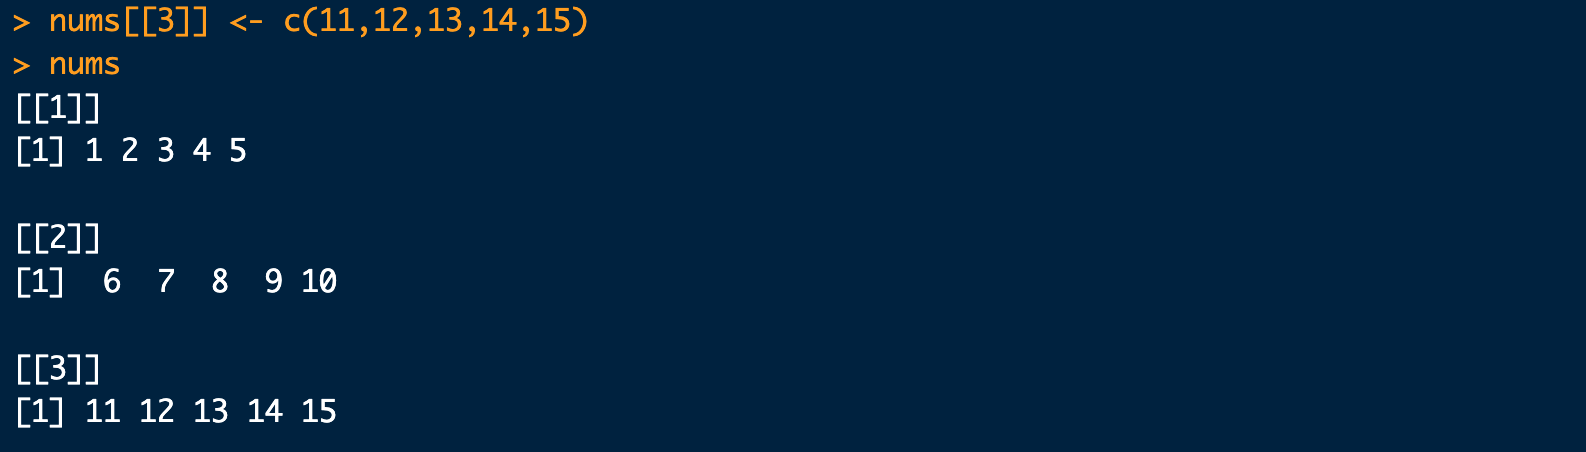 > nums[[3]] <- c(11,12,13,14,15)
> nums
[[1]]
[1] 1 2 3 4 5
[[2]]
[1]  6  7  8  9 10
[[3]]
[1] 11 12 13 14 15